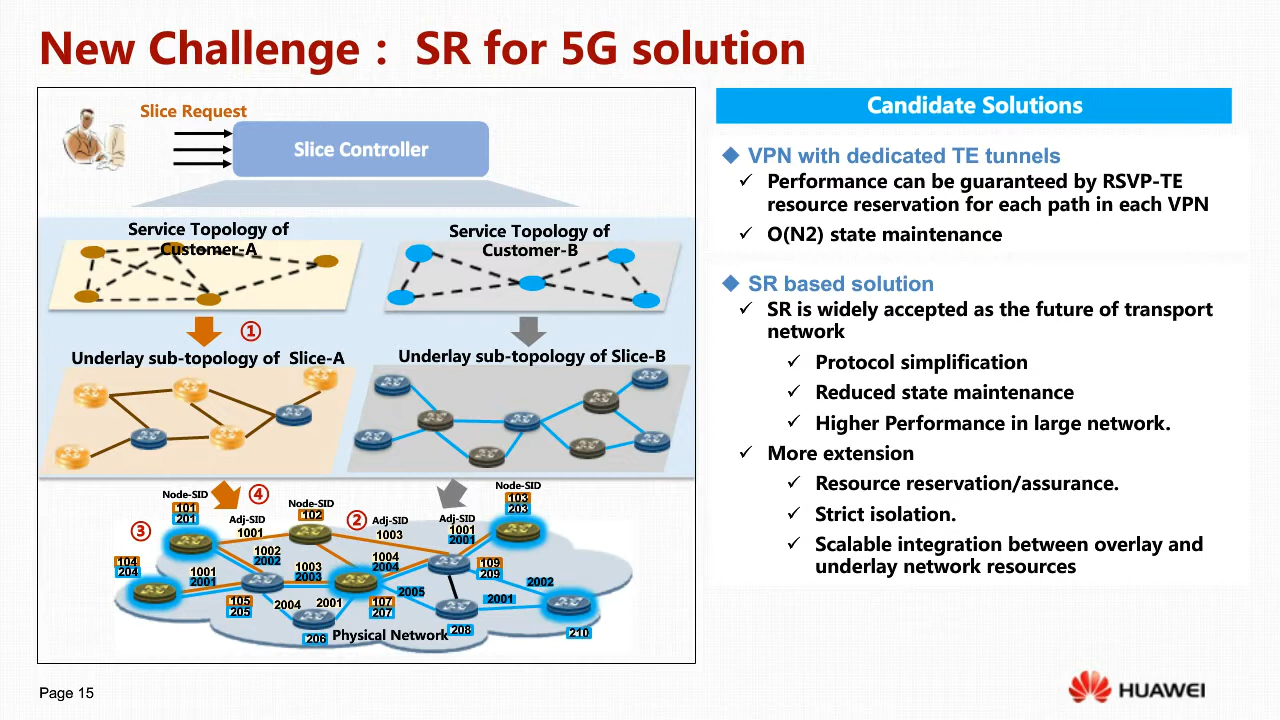 New Challenge： SR for 5G solution
Slice Request
Slice Controller
Service Topology of
Customer-A
Service Topology of
Customer-B
①
Underlay sub-topology of Slice-A
Underlay sub-topology of Slice-B
Node-SID
101
201
④
Node-SID
102
②
Node-SID
103
203
③
Adj-SID
1001
Adj-SID
1003
Adj-SID
1001
2001
104
204
1001
2001
1002
2002
1003
2003
1004
2004
109
209
2002
105
205
2004
2001
107
207
2005
2001
206
Physical Network
208
210
Candidate Solutions
VPN with dedicated TE tunnels
✓ Performance can be guaranteed by RSVP-TE
resource reservation for each path in each VPN
✓ O(N2) state maintenance
SR based solution
✓ SR is widely accepted as the future of transport
network
✓ Protocol simplification
✓ Reduced state maintenance
✓ Higher Performance in large network.
✓ More extension
✓ Resource reservation/assurance.
✓ Strict isolation.
✓ Scalable integration between overlay and
underlay network resources
Page 15
HUAWEI